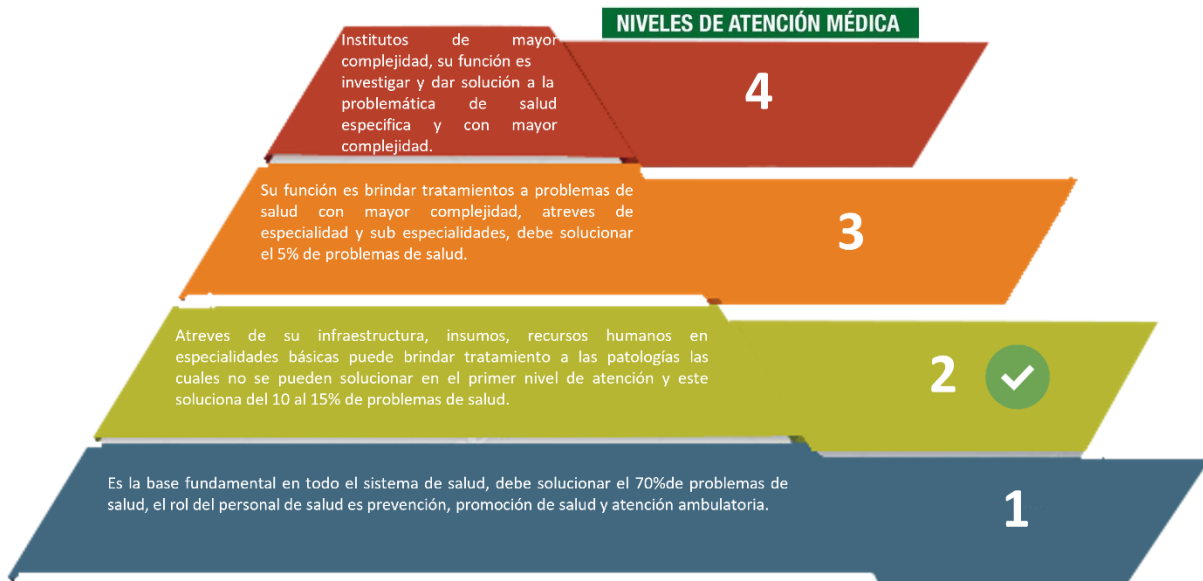 NIVELES DE ATENCIÓN MÉDICA
Institutos de mayor
complejidad, su función es
investigar y dar solución a la
problemática de salud
especifica y con mayor
complejidad.
4
Su función es brindar tratamientos a problemas de
salud con mayor complejidad, atreves de
especialidad y sub especialidades, debe solucionar
el 5% de problemas de salud.
3
Atreves de su infraestructura, insumos, recursos humanos en
especialidades básicas puede brindar tratamiento a las patologías las
cuales no se pueden solucionar en el primer nivel de atención y este
soluciona del 10 al 15% de problemas de salud.
2
Es la base fundamental en todo el sistema de salud, debe solucionar el 70%de problemas de
salud, el rol del personal de salud es prevención, promoción de salud y atención ambulatoria.
1